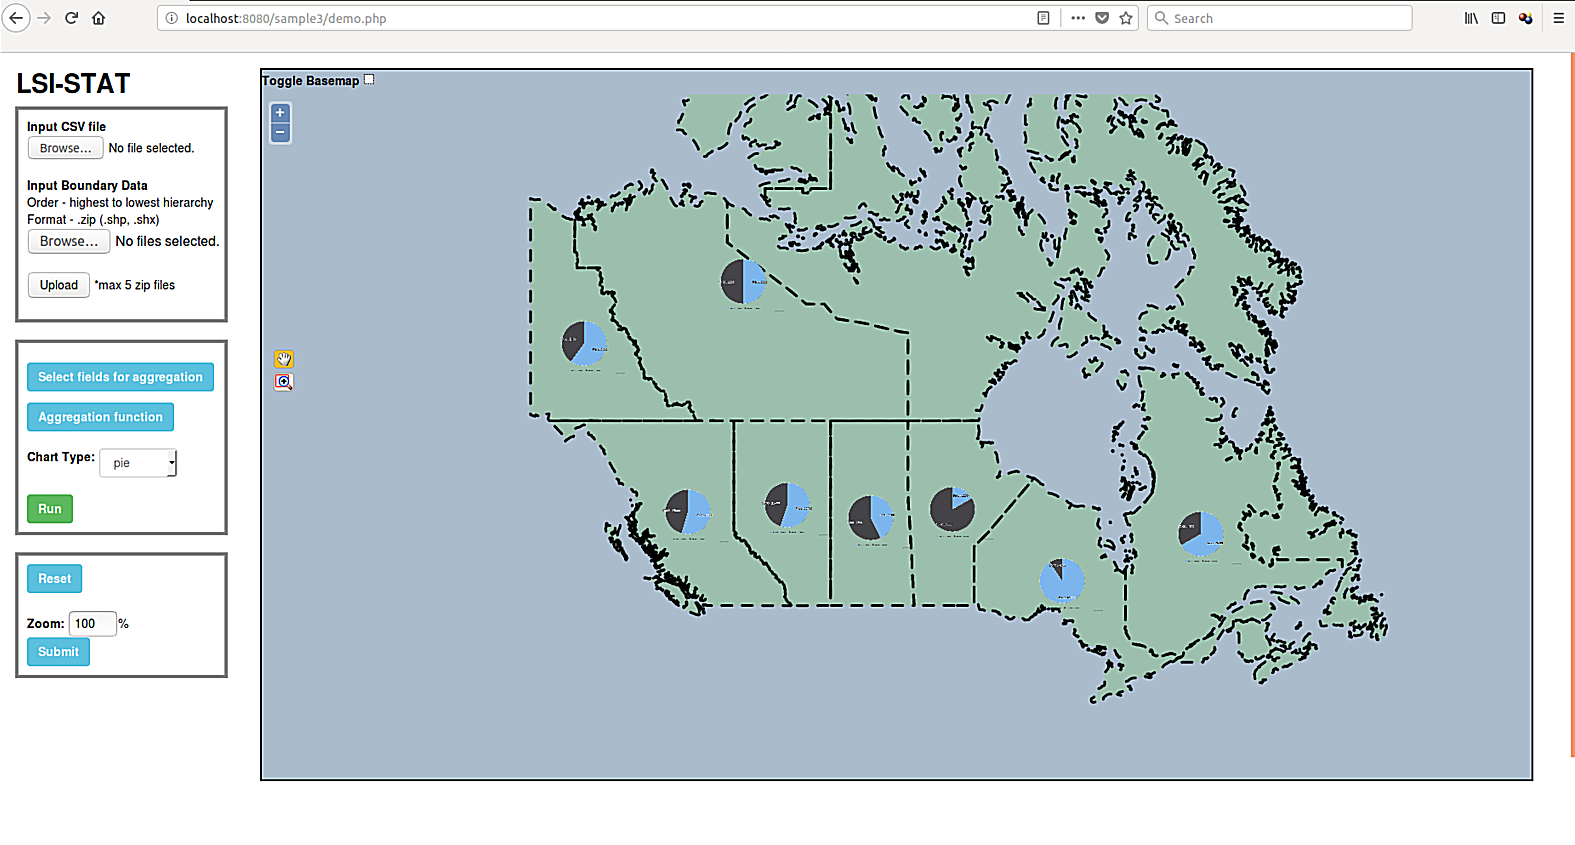 localhost:8080/sample3/demo.php
Search
LSI-STAT
Input CSV file
Browse... No file selected.
Input Boundary Data
Order - highest to lowest hierarchy
Format - .zip (.shp, .shx)
Browse... No files selected.
Upload *max 5 zip files
Select fields for aggregation
Aggregation function
Chart Type: pie
Run
Reset
Zoom: 100 %
Submit
Toggle Basemap
+
−